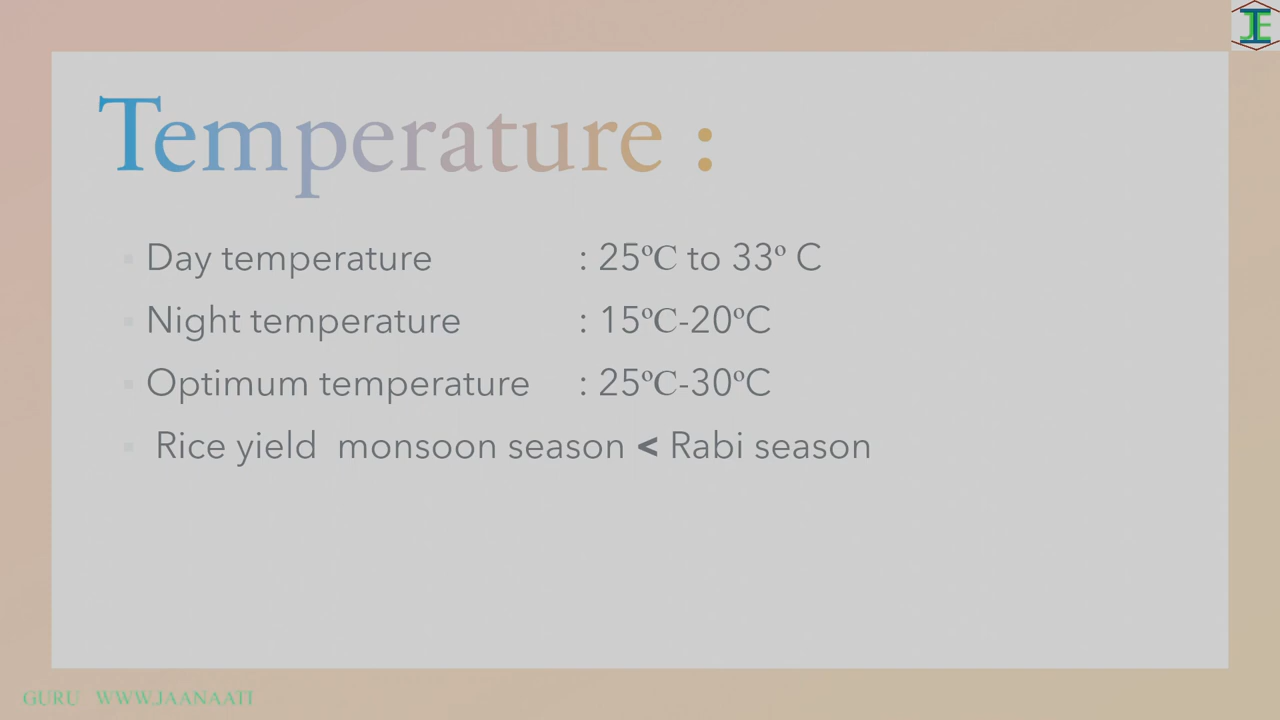 Temperature :
Day temperature : 25ºC to 33º C
Night temperature : 15ºC-20ºC
Optimum temperature : 25ºC-30ºC
Rice yield monsoon season < Rabi season
GURU WWW.JAANAATI